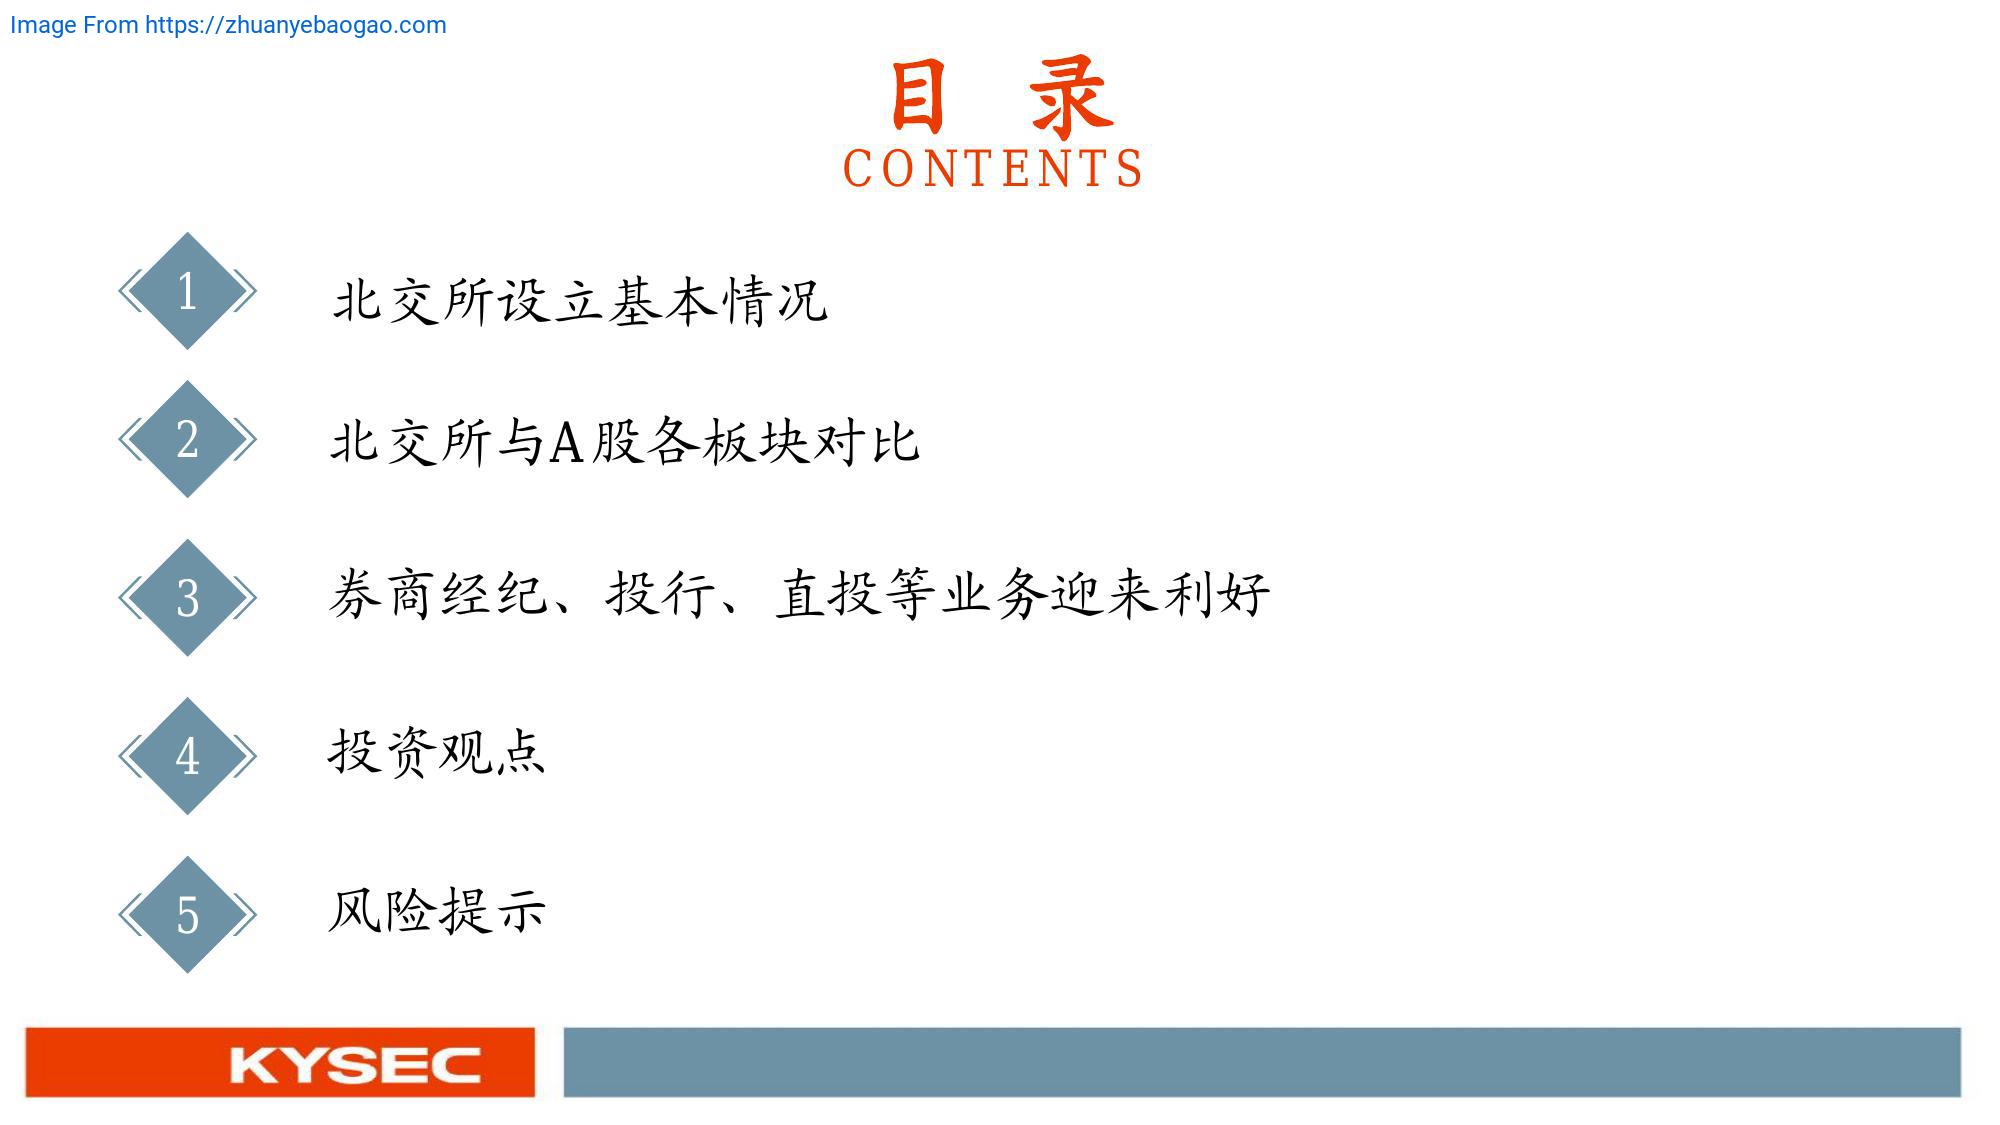 Image From https://zhuanyebaogao.com
目 录
CONTENTS
1 北交所设立基本情况
2 北交所与A股各板块对比
3 券商经纪、投行、直投等业务迎来利好
4 投资观点
5 风险提示
KYSEC